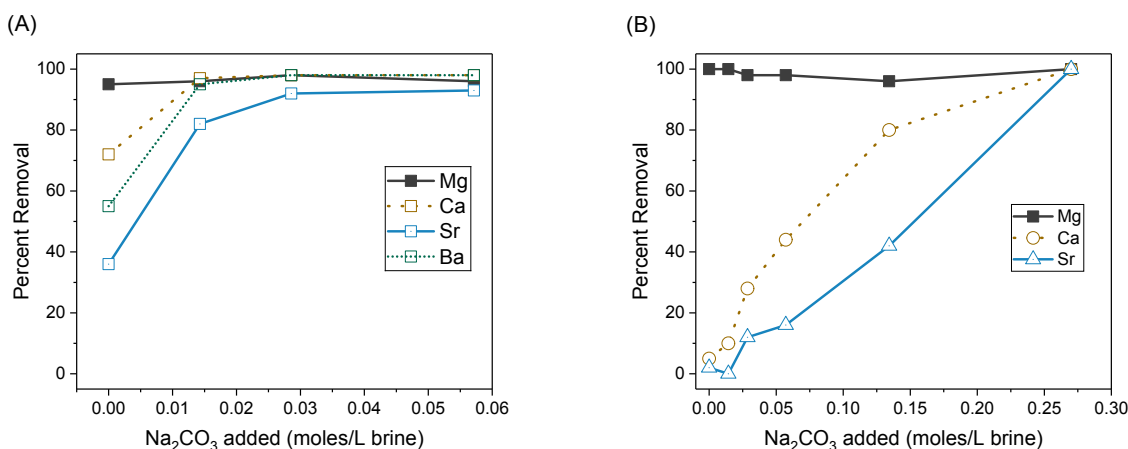 (A)
Percent Removal
100
80
60
40
20
0
Mg
Ca
Sr
Ba
0.00 0.01 0.02 0.03 0.04 0.05 0.06
Na₂CO₃ added (moles/L brine)
(B)
Percent Removal
100
80
60
40
20
0
Mg
Ca
Sr
0.00 0.05 0.10 0.15 0.20 0.25 0.30
Na₂CO₃ added (moles/L brine)